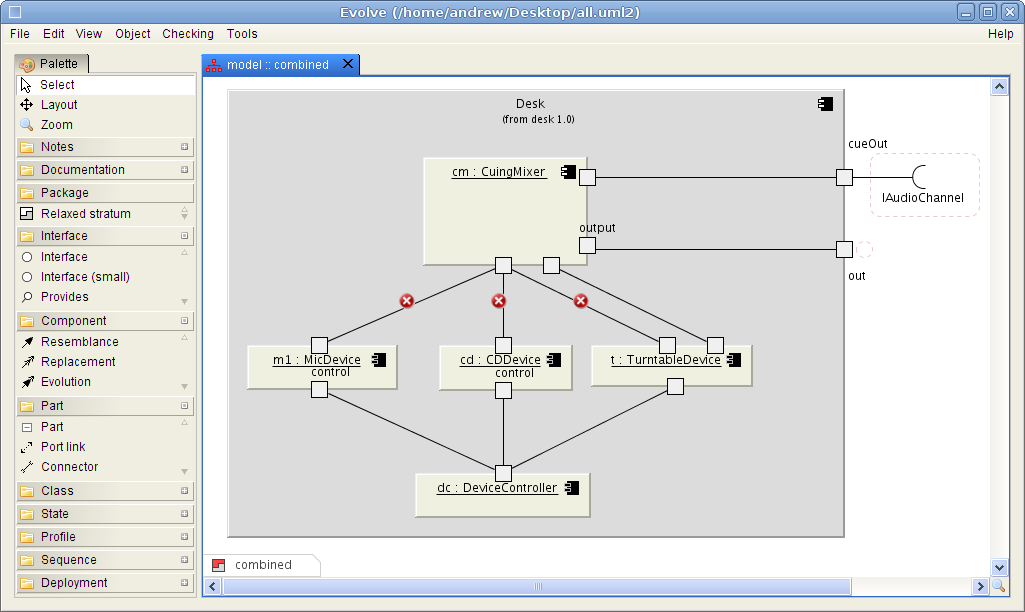 Evolve (/home/andrew/Desktop/all.uml2)
File Edit View Object Checking Tools Help
Palette
Select
Layout
Zoom
Notes
Documentation
Package
Relaxed stratum
Interface
Interface
Interface (small)
Provides
Component
Resemblance
Replacement
Evolution
Part
Part
Port link
Connector
Class
State
Profile
Sequence
Deployment
model :: combined
Desk
(from desk 1.0)
cm : CuingMixer
cueOut
IAudioChannel
output
out
m1 : MicDevice
control
cd : CDDevice
control
t : TurntableDevice
dc : DeviceController
combined